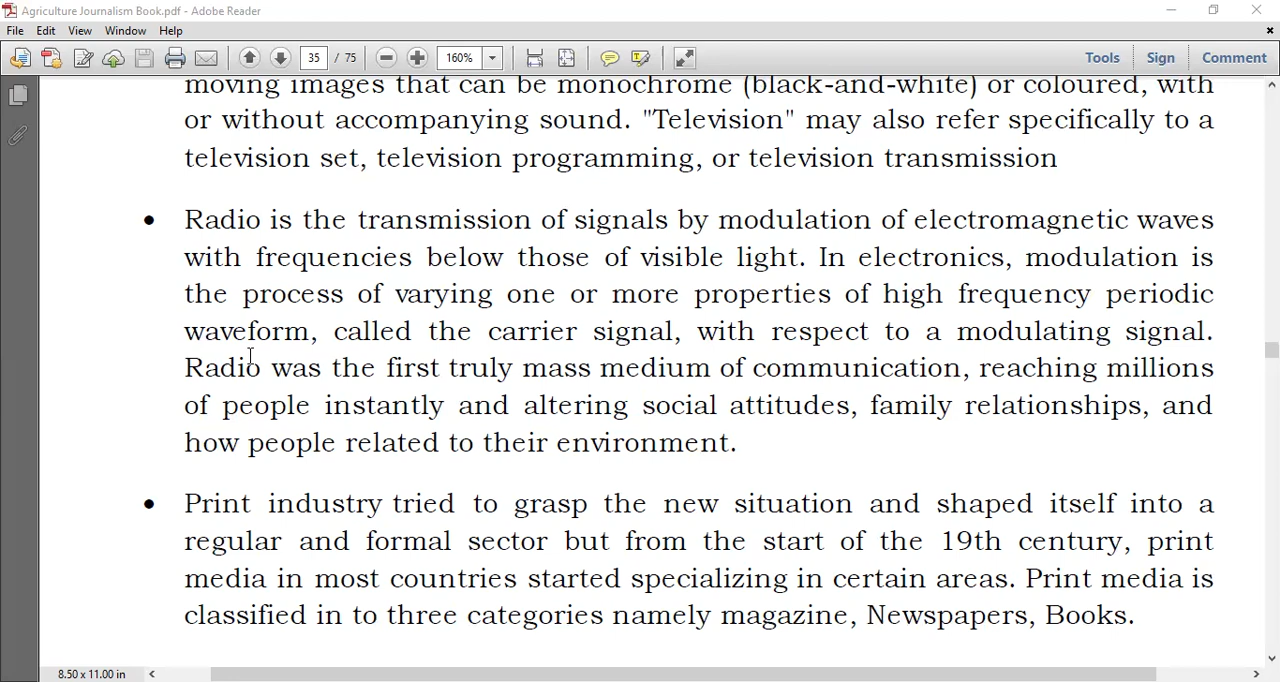 Agriculture Journalism Book.pdf - Adobe Reader
File Edit View Window Help
35 / 75 160% Tools Sign Comment
moving images that can be monochrome (black-and-white) or coloured, with
or without accompanying sound. "Television" may also refer specifically to a
television set, television programming, or television transmission
• Radio is the transmission of signals by modulation of electromagnetic waves
with frequencies below those of visible light. In electronics, modulation is
the process of varying one or more properties of high frequency periodic
waveform, called the carrier signal, with respect to a modulating signal.
Radio was the first truly mass medium of communication, reaching millions
of people instantly and altering social attitudes, family relationships, and
how people related to their environment.
• Print industry tried to grasp the new situation and shaped itself into a
regular and formal sector but from the start of the 19th century, print
media in most countries started specializing in certain areas. Print media is
classified in to three categories namely magazine, Newspapers, Books.
8.50 x 11.00 in